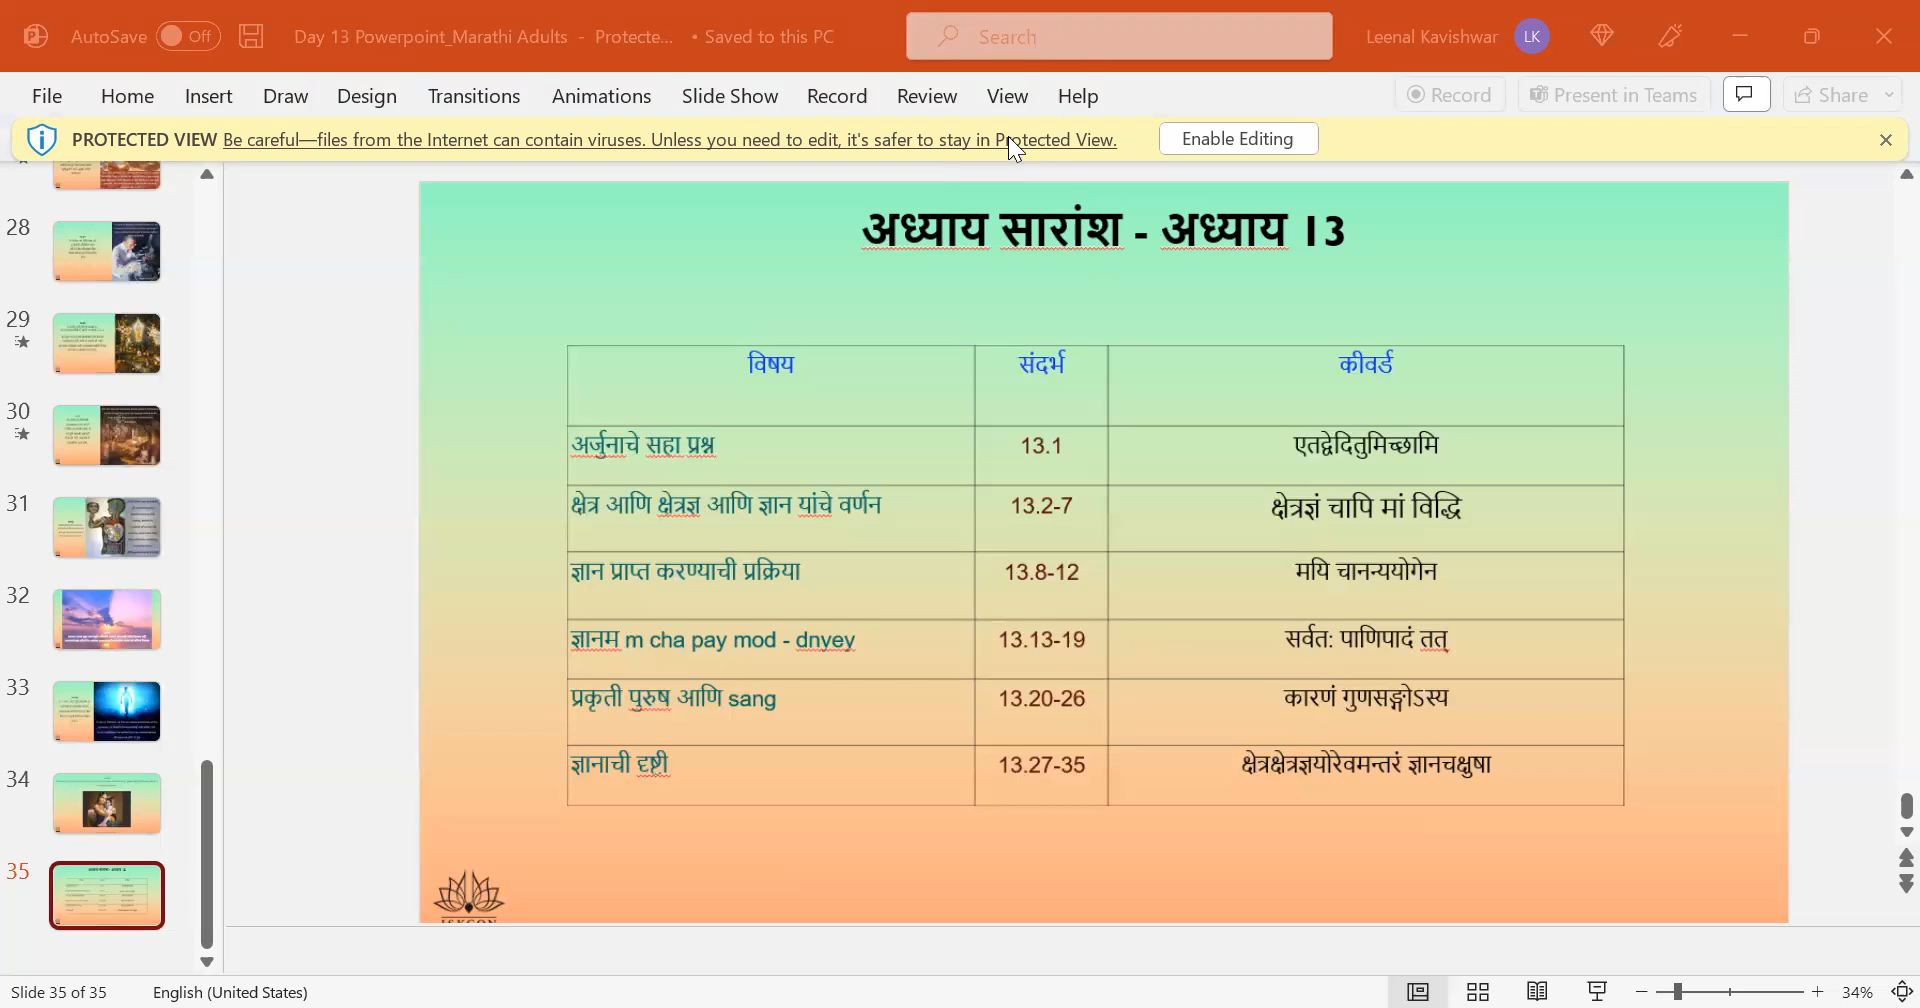 AutoSave Off Day 13 Powerpoint_Marathi Adults - Protecte... • Saved to this PC Search Leenal Kavishwar LK
File Home Insert Draw Design Transitions Animations Slide Show Record Review View Help Record Present in Teams Share
PROTECTED VIEW Be careful—files from the Internet can contain viruses. Unless you need to edit, it's safer to stay in Protected View. Enable Editing
28
29
30
31
32
33
34
35
अध्याय सारांश - अध्याय 13
विषय संदर्भ कीवर्ड
अर्जुनाचे सहा प्रश्न 13.1 एतद्वेदितुमिच्छामि
क्षेत्र आणि क्षेत्रज्ञ आणि ज्ञान यांचे वर्णन 13.2-7 क्षेत्रज्ञं चापि मां विद्धि
ज्ञान प्राप्त करण्याची प्रक्रिया 13.8-12 मयि चानन्ययोगेन
ज्ञानम m cha pay mod - dnyey 13.13-19 सर्वत: पाणिपादं तत्
प्रकृती पुरुष आणि sang 13.20-26 कारणं गुणसङ्गोऽस्य
ज्ञानाची दृष्टी 13.27-35 क्षेत्रक्षेत्रज्ञयोरेवमन्तरं ज्ञानचक्षुषा
ISKCON
Slide 35 of 35 English (United States) 34%